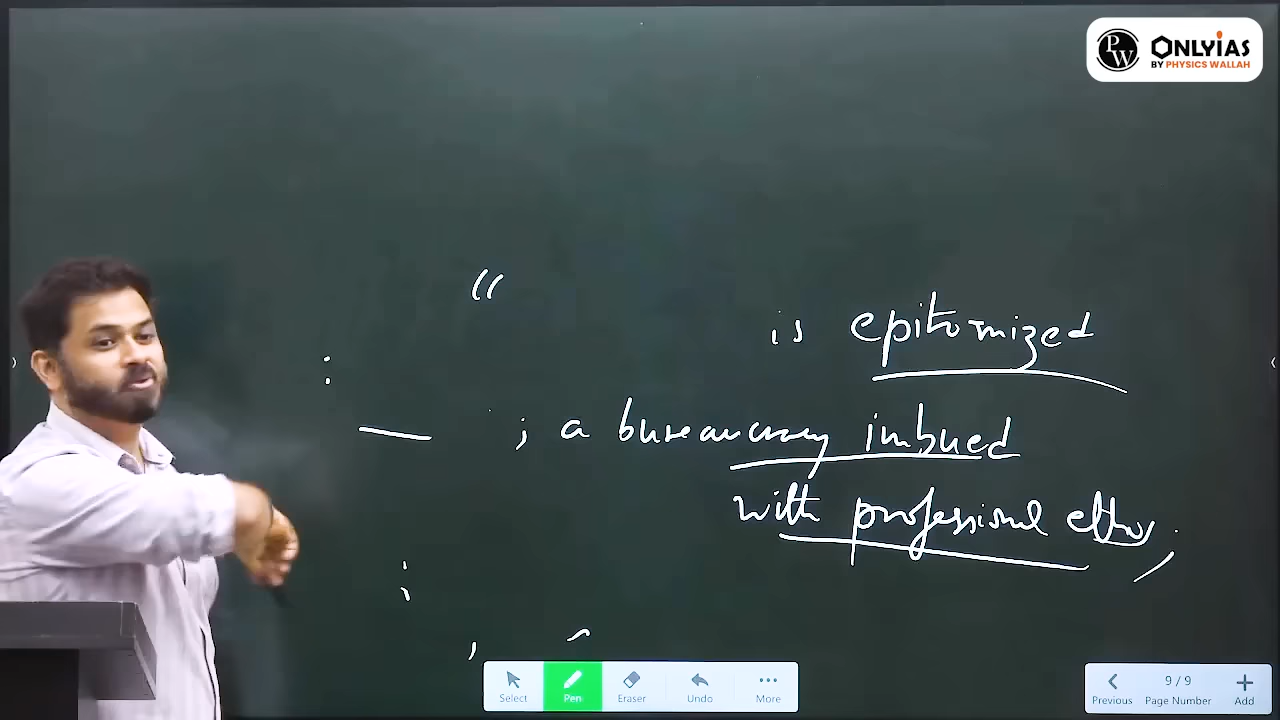 PW ONLYIAS
BY PHYSICS WALLAH
“
is epitomized
:
— ; a bureaucracy imbued
with professional ethos,
;
,
Select Pen Eraser Undo More
Previous 9 / 9 Page Number Add